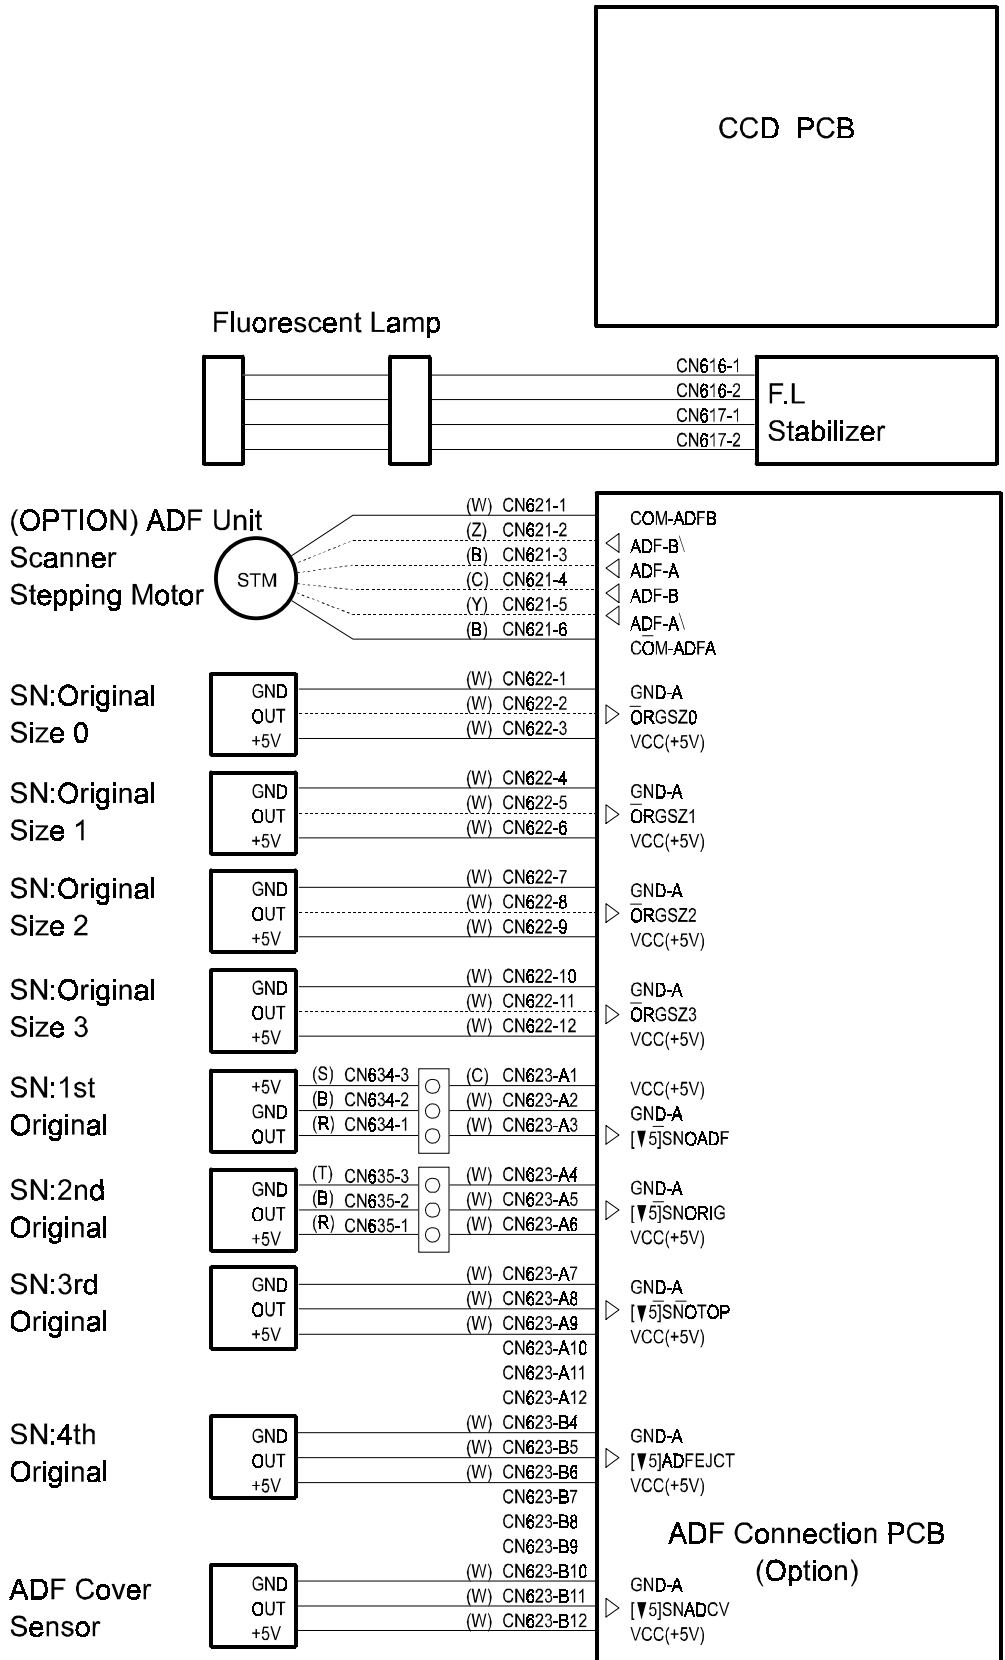 CCD PCB
Fluorescent Lamp
CN616-1
CN616-2
CN617-1
CN617-2
F.L
Stabilizer
(OPTION) ADF Unit
Scanner
Stepping Motor
STM
(W) CN621-1 COM-ADFB
(Z) CN621-2 ADF-B\
(B) CN621-3 ADF-A
(C) CN621-4 ADF-B
(Y) CN621-5 ADF-A\
(B) CN621-6 COM-ADFA
SN:Original
Size 0
GND (W) CN622-1 GND-A
OUT (W) CN622-2 ORGSZ0
+5V (W) CN622-3 VCC(+5V)
SN:Original
Size 1
GND (W) CN622-4 GND-A
OUT (W) CN622-5 ORGSZ1
+5V (W) CN622-6 VCC(+5V)
SN:Original
Size 2
GND (W) CN622-7 GND-A
OUT (W) CN622-8 ORGSZ2
+5V (W) CN622-9 VCC(+5V)
SN:Original
Size 3
GND (W) CN622-10 GND-A
OUT (W) CN622-11 ORGSZ3
+5V (W) CN622-12 VCC(+5V)
SN:1st
Original
+5V (S) CN634-3 (C) CN623-A1 VCC(+5V)
GND (B) CN634-2 (W) CN623-A2 GND-A
OUT (R) CN634-1 (W) CN623-A3 [▼5]SNOADF
SN:2nd
Original
GND (T) CN635-3 (W) CN623-A4 GND-A
OUT (B) CN635-2 (W) CN623-A5 [▼5]SNORIG
+5V (R) CN635-1 (W) CN623-A6 VCC(+5V)
SN:3rd
Original
GND (W) CN623-A7 GND-A
OUT (W) CN623-A8 [▼5]SNOTOP
+5V (W) CN623-A9 VCC(+5V)
CN623-A10
CN623-A11
CN623-A12
SN:4th
Original
GND (W) CN623-B4 GND-A
OUT (W) CN623-B5 [▼5]ADFEJCT
+5V (W) CN623-B6 VCC(+5V)
CN623-B7
CN623-B8
CN623-B9
ADF Connection PCB
(Option)
ADF Cover
Sensor
GND (W) CN623-B10 GND-A
OUT (W) CN623-B11 [▼5]SNADCV
+5V (W) CN623-B12 VCC(+5V)